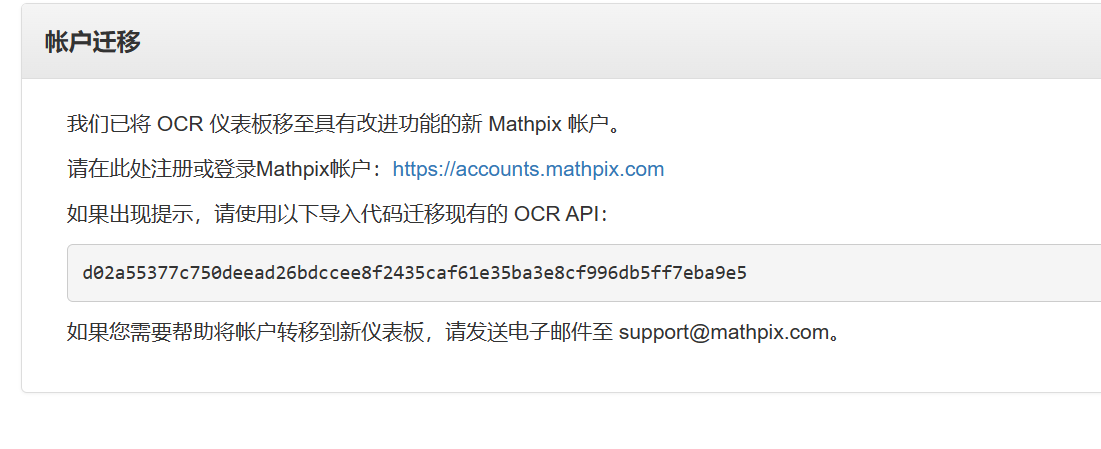 帐户迁移
我们已将 OCR 仪表板移至具有改进功能的新 Mathpix 帐户。
请在此处注册或登录Mathpix帐户：https://accounts.mathpix.com
如果出现提示，请使用以下导入代码迁移现有的 OCR API：
d02a55377c750deead26bdccee8f2435caf61e35ba3e8cf996db5ff7eba9e5
如果您需要帮助将帐户转移到新仪表板，请发送电子邮件至 support@mathpix.com。